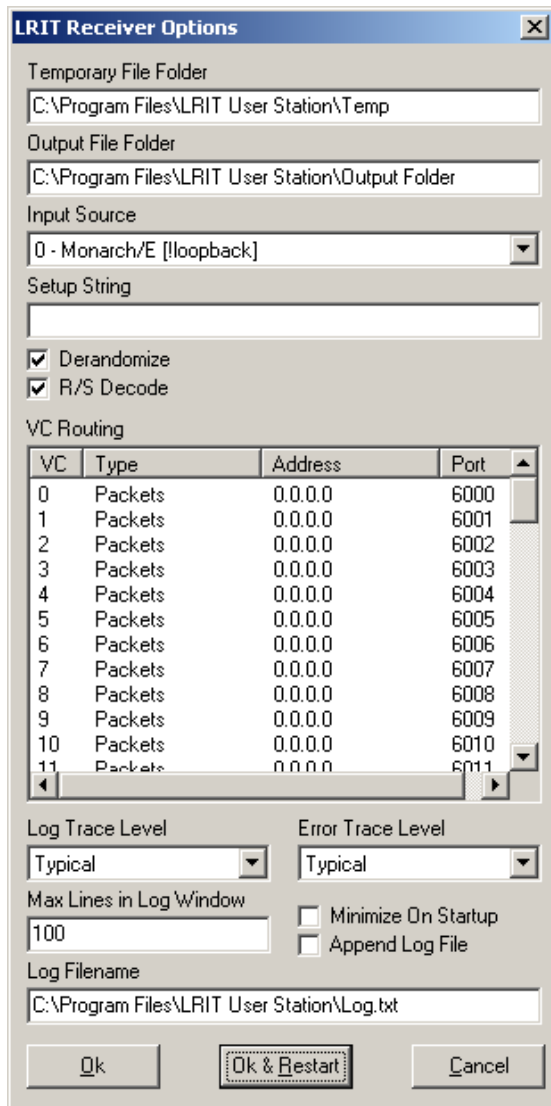 LRIT Receiver Options
Temporary File Folder
C:\Program Files\LRIT User Station\Temp
Output File Folder
C:\Program Files\LRIT User Station\Output Folder
Input Source
0 - Monarch/E [!loopback]
Setup String
Derandomize
R/S Decode
VC Routing
VC Type Address Port
0 Packets 0.0.0.0 6000
1 Packets 0.0.0.0 6001
2 Packets 0.0.0.0 6002
3 Packets 0.0.0.0 6003
4 Packets 0.0.0.0 6004
5 Packets 0.0.0.0 6005
6 Packets 0.0.0.0 6006
7 Packets 0.0.0.0 6007
8 Packets 0.0.0.0 6008
9 Packets 0.0.0.0 6009
10 Packets 0.0.0.0 6010
11 Packets 0.0.0.0 6011
Log Trace Level Error Trace Level
Typical Typical
Max Lines in Log Window
100
Minimize On Startup
Append Log File
Log Filename
C:\Program Files\LRIT User Station\Log.txt
Ok Ok & Restart Cancel